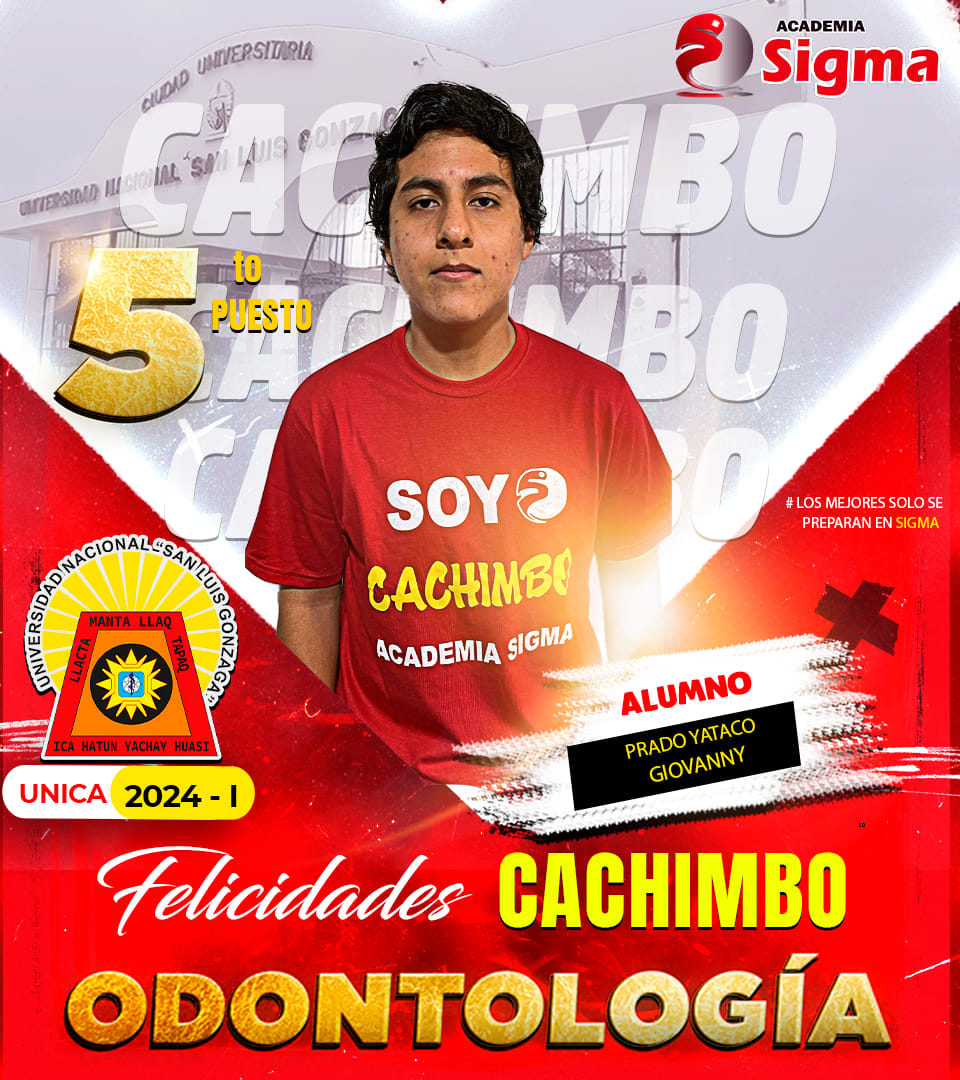 ACADEMIA
Sigma
CIUDAD UNIVERSITARIA
UNIVERSIDAD NACIONAL "SAN LUIS GONZAGA
CACHIMBO
5to
PUESTO
CACHIMBO
CACHIMBO
SOY
CACHIMBO
ACADEMIA SIGMA
# LOS MEJORES SOLO SE
PREPARAN EN SIGMA
UNIVERSIDAD NACIONAL "SAN LUIS GONZAGA"
LLACTA
MANTA LLAQ
TAPAQ
ICA HATUN YACHAY HUASI
UNICA 2024 - I
ALUMNO
PRADO YATACO
GIOVANNY
Felicidades CACHIMBO
ODONTOLOGÍA